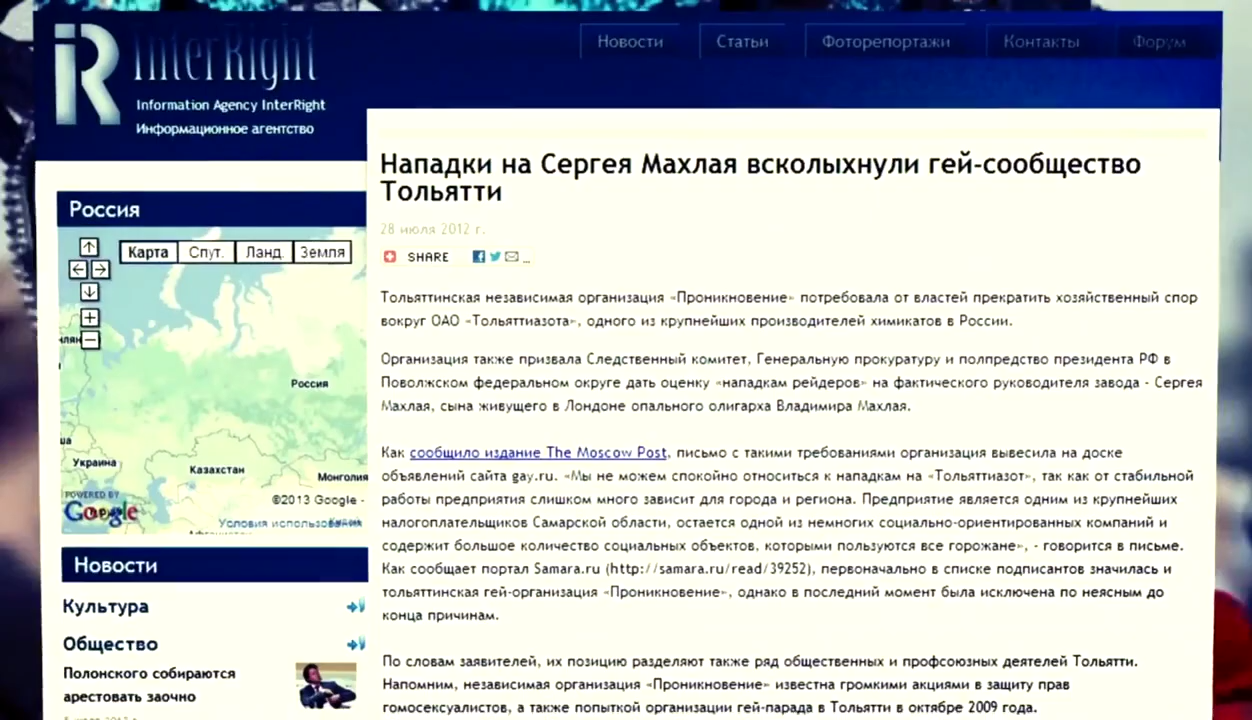 InterRight
Information Agency InterRight
Информационное агентство
Новости
Статьи
Фоторепортажи
Контакты
Форум
Россия
Карта
Спут.
Ланд.
Земля
Россия
Украина
Казахстан
Монголия
POWERED BY
Google
©2013 Google -
Условия использования
Новости
Культура
Общество
Полонского собираются
арестовать заочно
Нападки на Сергея Махлая всколыхнули гей-сообщество
Тольятти
28 июля 2012 г.
SHARE
Тольяттинская независимая организация «Проникновение» потребовала от властей прекратить хозяйственный спор
вокруг ОАО «Тольяттиазота», одного из крупнейших производителей химикатов в России.
Организация также призвала Следственный комитет, Генеральную прокуратуру и полпредство президента РФ в
Поволжском федеральном округе дать оценку «нападкам рейдеров» на фактического руководителя завода - Сергея
Махлая, сына живущего в Лондоне опального олигарха Владимира Махлая.
Как сообщило издание The Moscow Post, письмо с такими требованиями организация вывесила на доске
объявлений сайта gay.ru. «Мы не можем спокойно относиться к нападкам на «Тольяттиазот», так как от стабильной
работы предприятия слишком много зависит для города и региона. Предприятие является одним из крупнейших
налогоплательщиков Самарской области, остается одной из немногих социально-ориентированных компаний и
содержит большое количество социальных объектов, которыми пользуются все горожане», - говорится в письме.
Как сообщает портал Samara.ru (http://samara.ru/read/39252), первоначально в списке подписантов значилась и
тольяттинская гей-организация «Проникновение», однако в последний момент была исключена по неясным до
конца причинам.
По словам заявителей, их позицию разделяют также ряд общественных и профсоюзных деятелей Тольятти.
Напомним, независимая организация «Проникновение» известна громкими акциями в защиту прав
гомосексуалистов, а также попыткой организации гей-парада в Тольятти в октябре 2009 года.